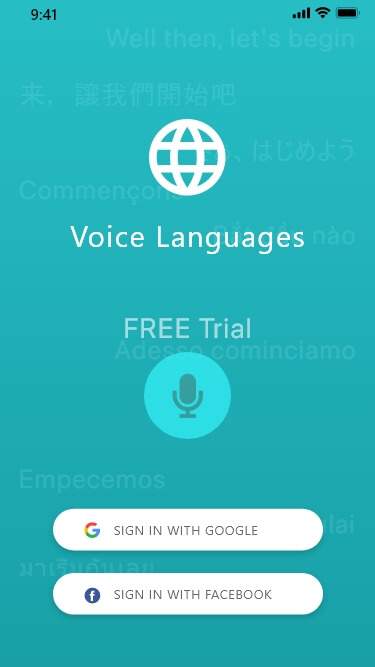 9:41
Well then, let's begin
来，讓我們開始吧
、はじめよう
Commençons
nào
Voice Languages
FREE Trial
Adesso cominciamo
Empecemos
SIGN IN WITH GOOGLE
SIGN IN WITH FACEBOOK
มาเริ่มกันเลย